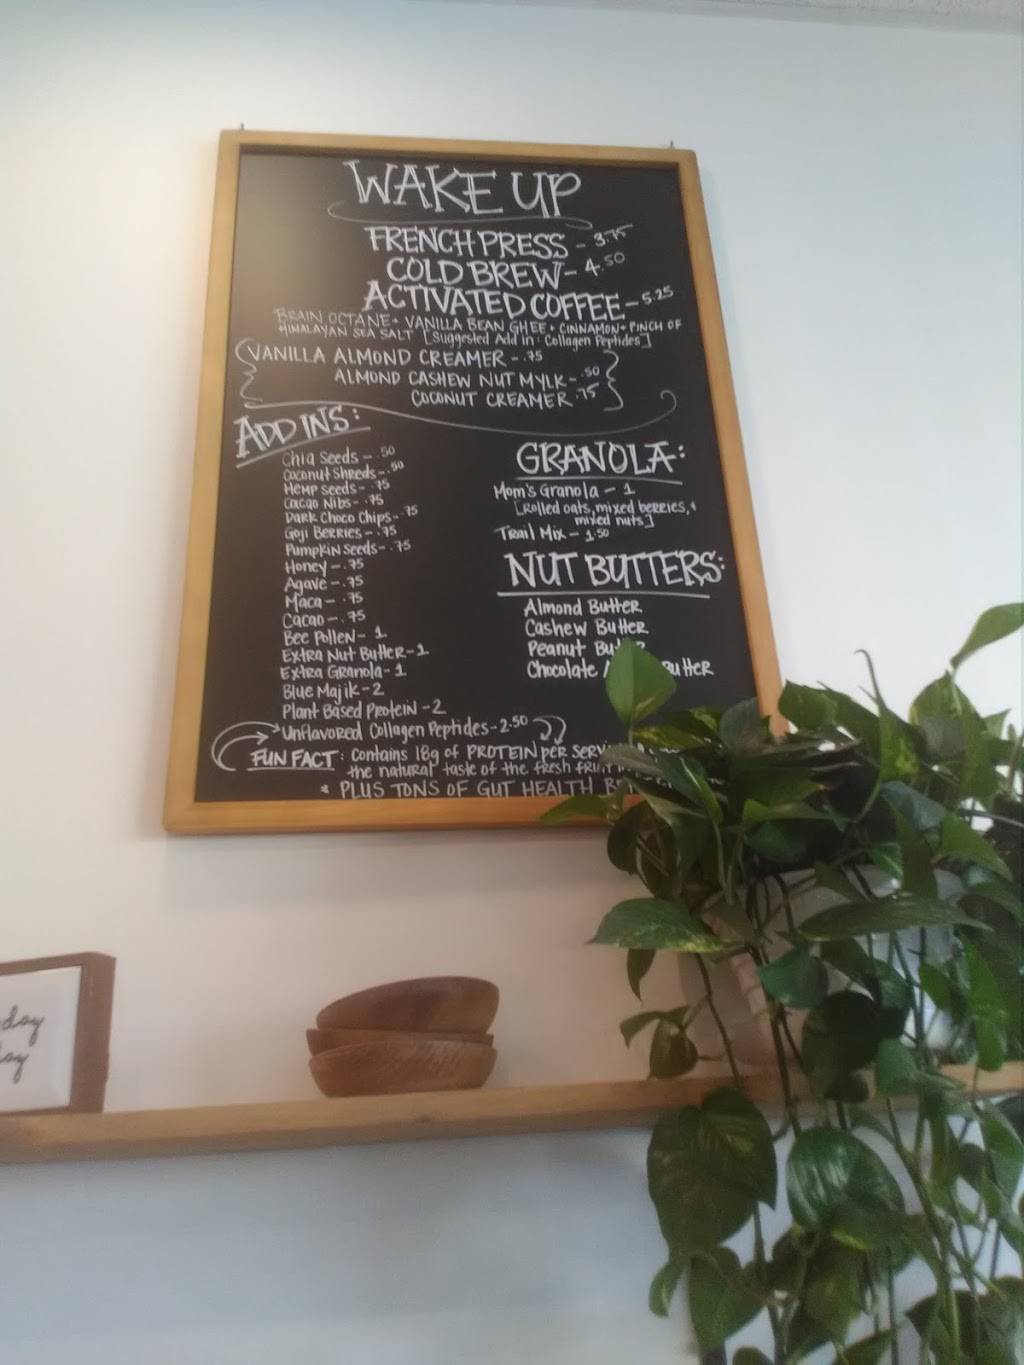 WAKE UP
FRENCH PRESS - 3.75
COLD BREW - 4.50
ACTIVATED COFFEE - 5.25
BRAIN OCTANE + VANILLA BEAN GHEE + CINNAMON + PINCH OF
HIMALAYAN SEA SALT [Suggested Add in: Collagen Peptides]
VANILLA ALMOND CREAMER - .75
ALMOND CASHEW NUT MYLK - .50
COCONUT CREAMER .75
ADD INS:
Chia Seeds - .50
Coconut Shreds - .50
Hemp Seeds - .75
Cacao Nibs - .75
Dark Choco Chips - .75
Goji Berries - .75
Pumpkin Seeds - .75
Honey - .75
Agave - .75
Maca - .75
Cacao - .75
Bee Pollen - 1
Extra Nut Butter - 1
Extra Granola - 1
Blue Majik - 2
Plant Based Protein - 2
*Unflavored Collagen Peptides - 2.50
GRANOLA:
Mom's Granola - 1
[Rolled oats, mixed berries, +
mixed nuts]
Trail Mix - 1.50
NUT BUTTERS:
Almond Butter
Cashew Butter
Peanut
Chocolate
FUN FACT: Contains 18g of PROTEIN per
the natural taste of the fresh
* PLUS TONS OF GUT HEALTH